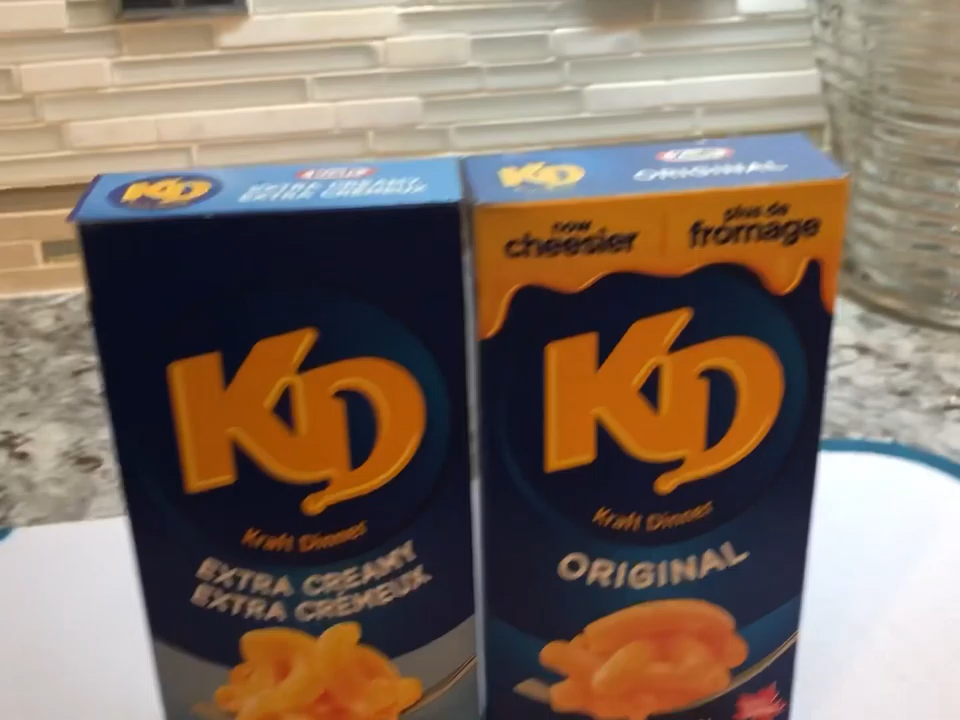 KD
EXTRA CREAMY
EXTRA CRÉMEUX
KD
Kraft Dinner
EXTRA CREAMY
EXTRA CRÉMEUX
KD
ORIGINAL
now
cheesier
plus de
fromage
KD
Kraft Dinner
ORIGINAL